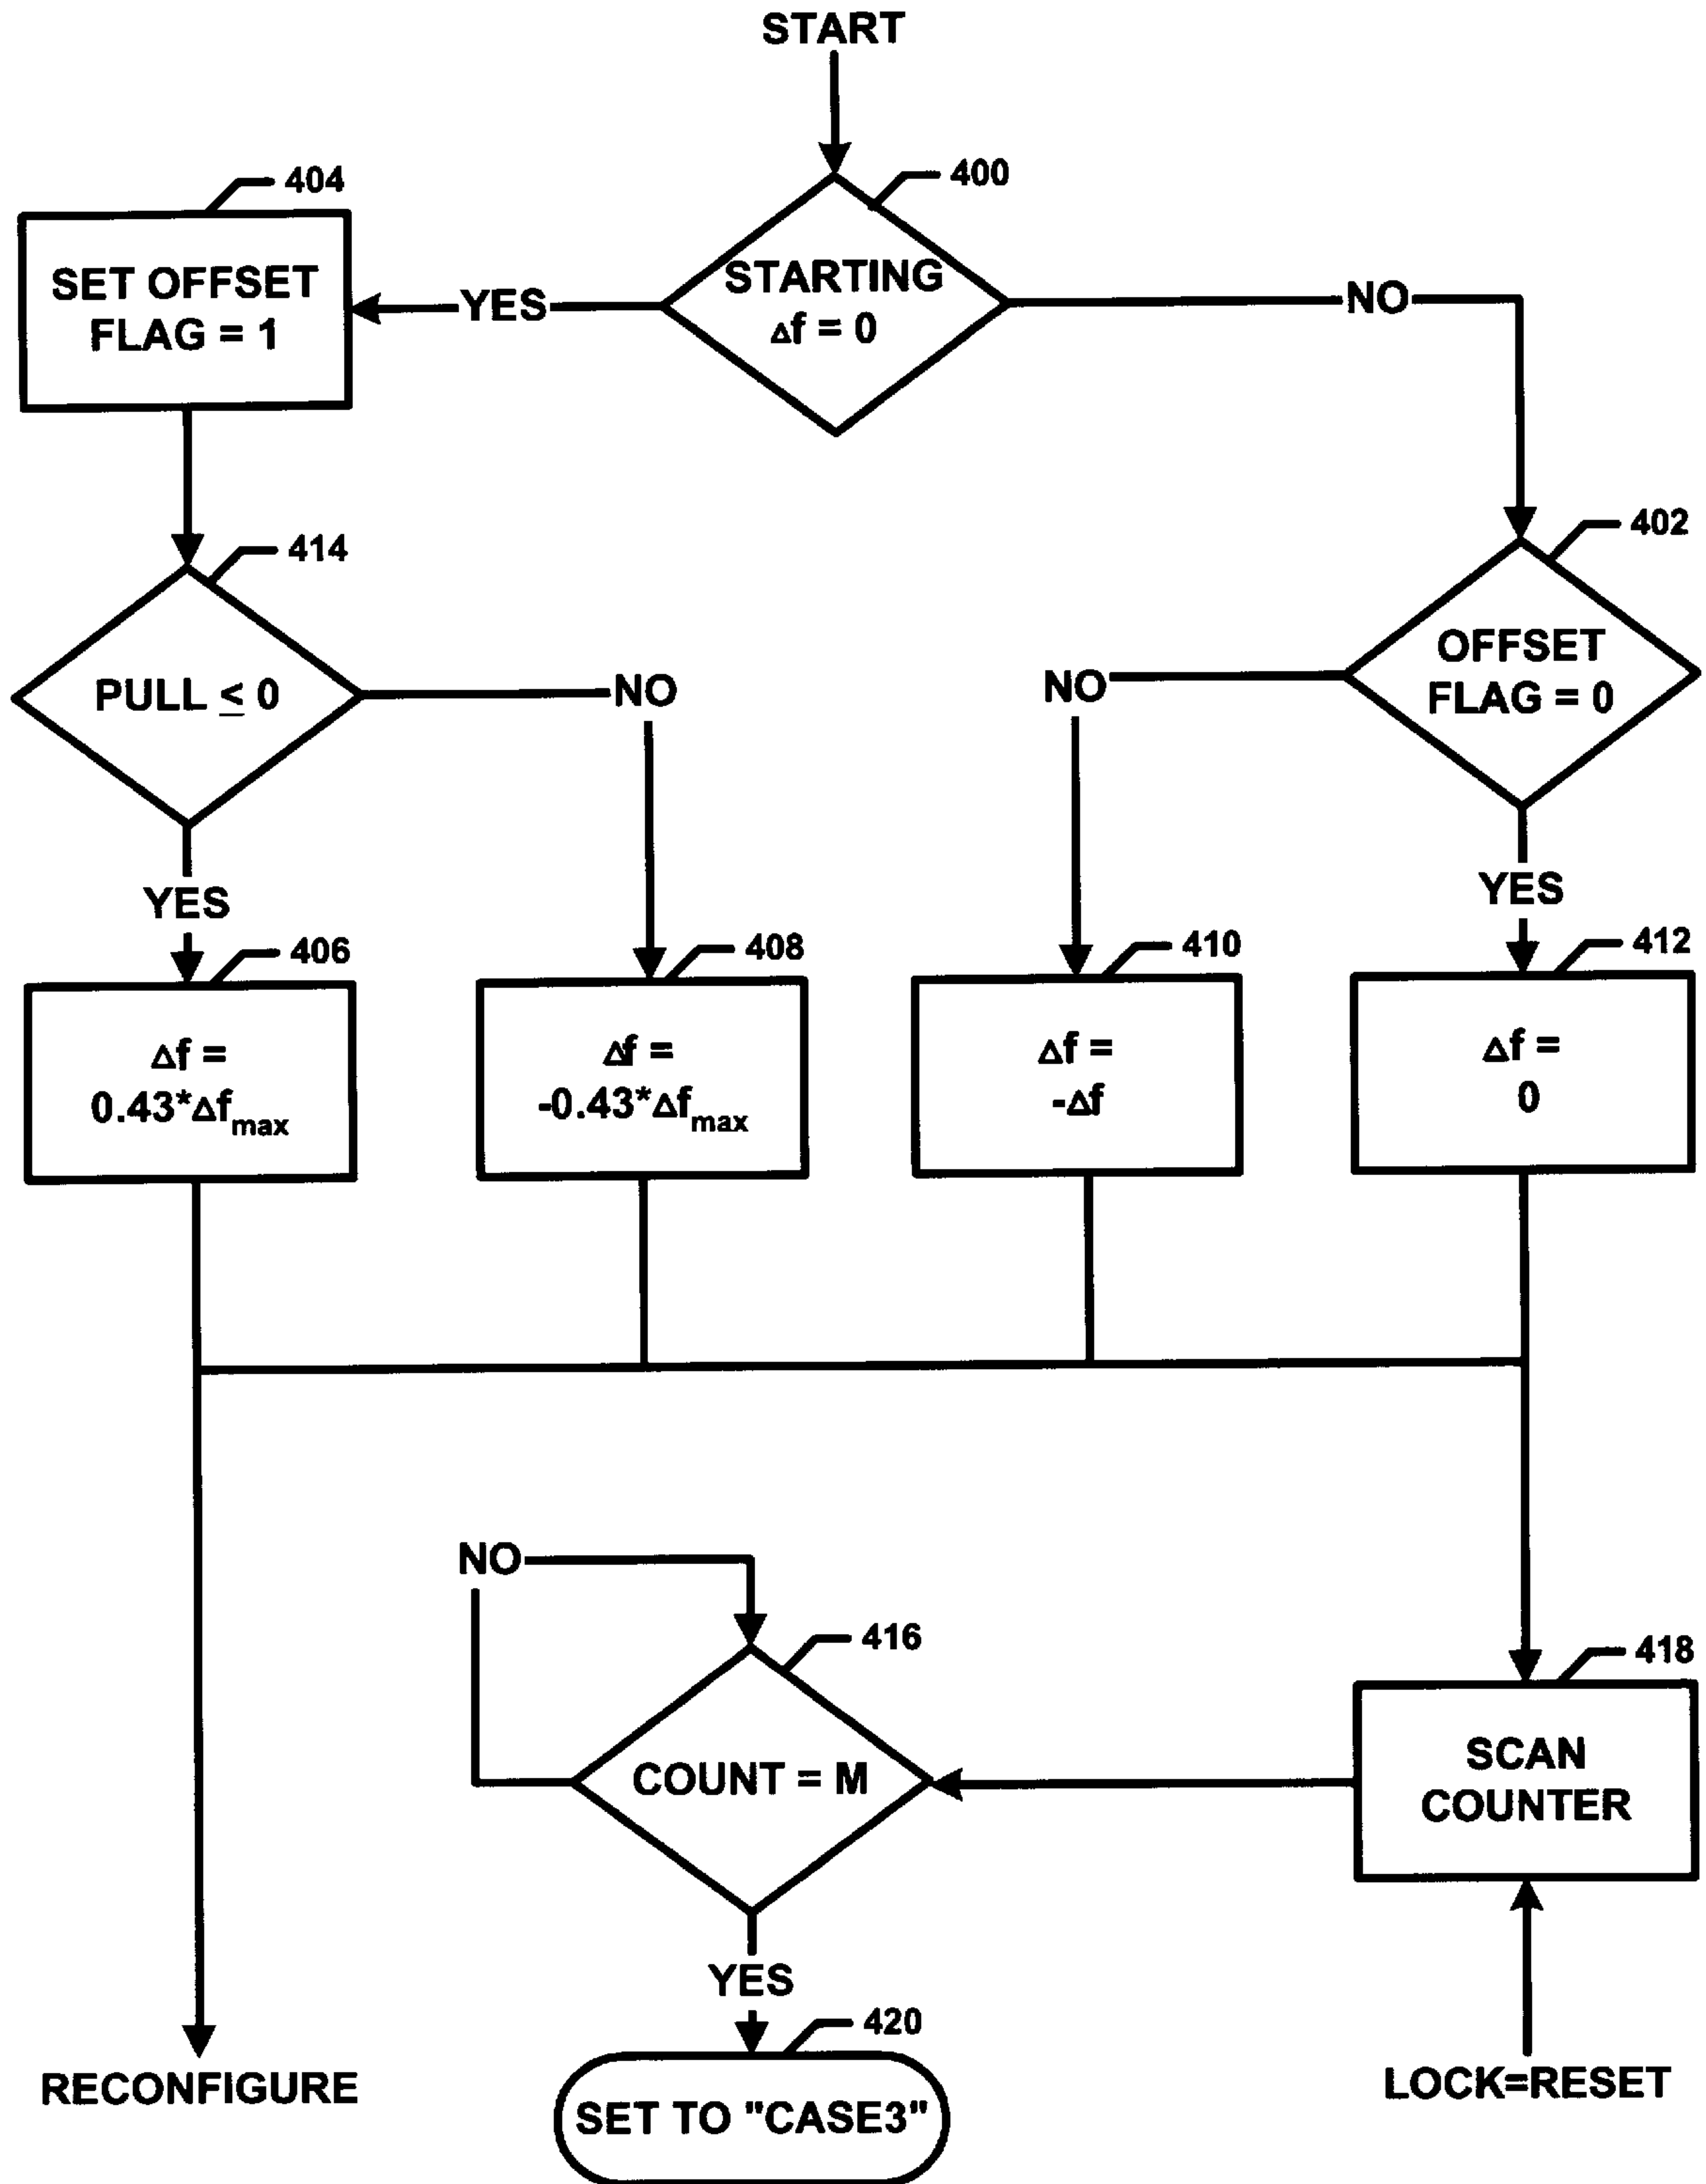 START
400
STARTING
Δf = 0
404
SET OFFSET
FLAG = 1
YES
NO
414
PULL ≤ 0
NO
YES
402
OFFSET
FLAG = 0
NO
YES
406
Δf =
0.43*Δfmax
408
Δf =
-0.43*Δfmax
410
Δf =
-Δf
412
Δf =
0
NO
416
COUNT = M
418
SCAN
COUNTER
YES
420
SET TO "CASE3"
RECONFIGURE
LOCK=RESET